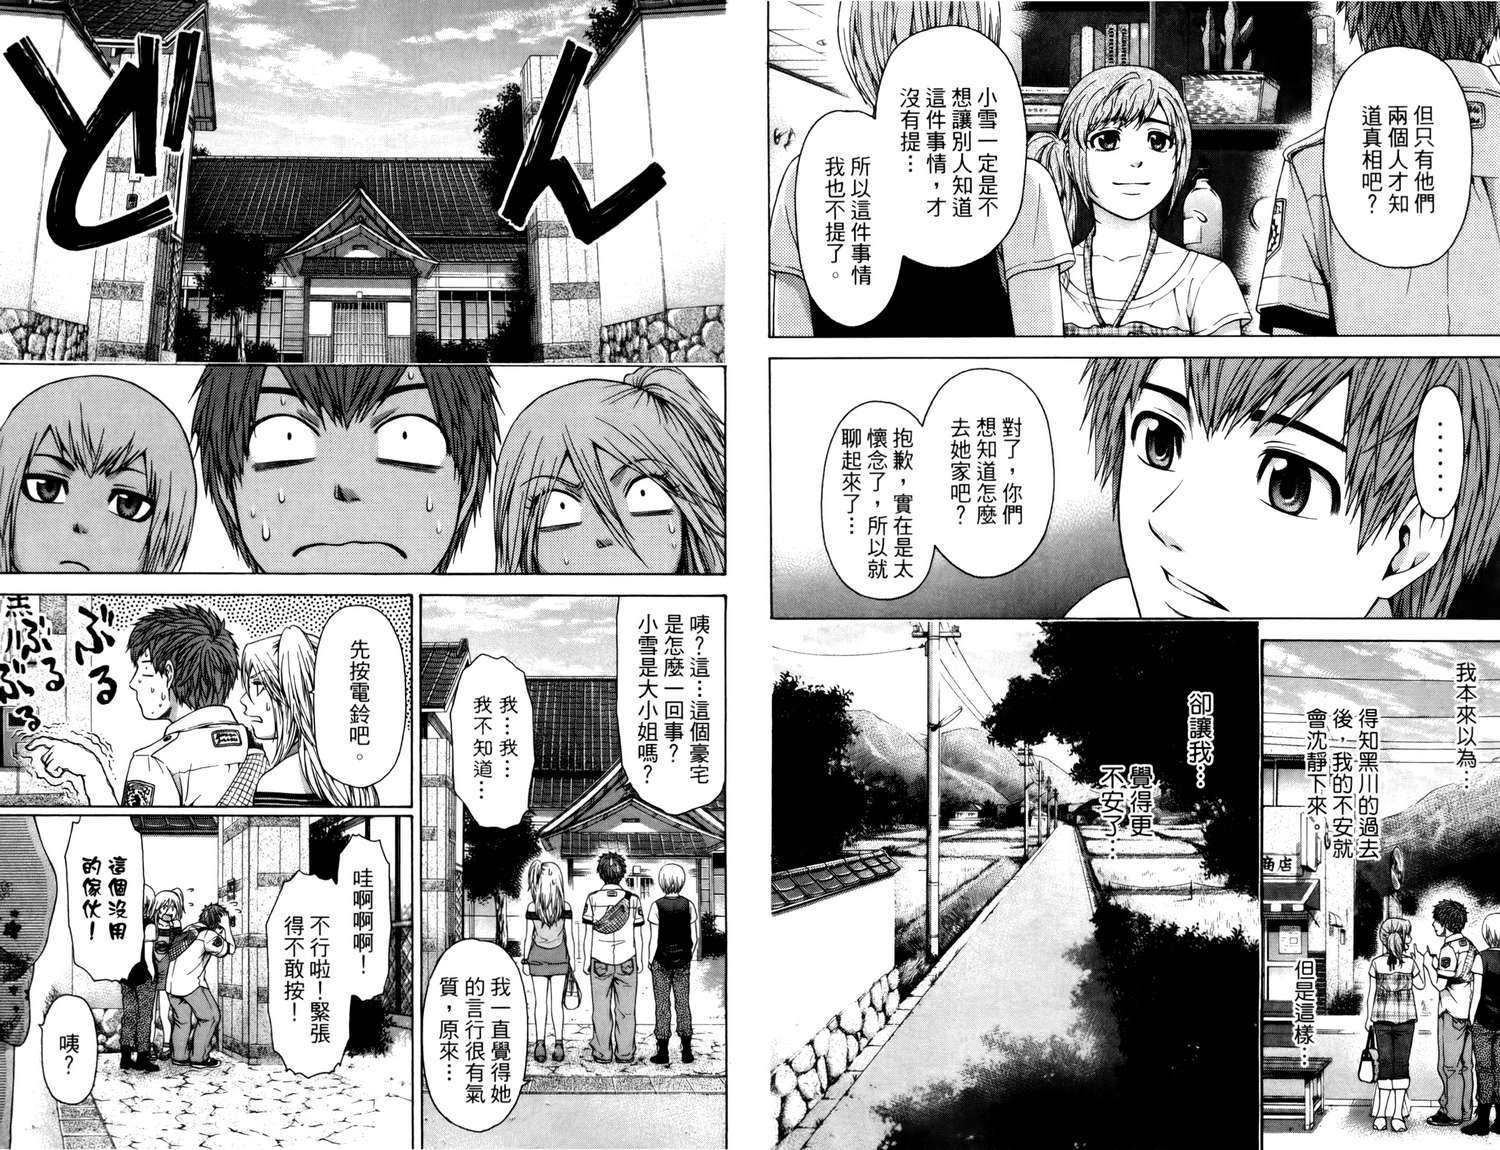 但只有他們
兩個人才知
道真相吧？
小雪一定是不
想讓別人知道
這件事情，才
沒有提…
所以這件事情
我也不提了。
……
對了，你們
想知道怎麼
去她家吧？
抱歉，實在是太
懷念了，所以就
聊起來了…
我本來以為…
得知黑川的過去
後，我的不安就
會沈靜下來。
商店
但是這樣…
卻讓我…
覺得更
不安了…
どん
咦？這…這個豪宅
是怎麼一回事？
小雪是大小姐嗎？
我…我…
我不知道…
我一直覺得她
的言行很有氣
質，原來…
先按電鈴吧。
黑川
ぶる
ぶる
ぶる
哇啊啊啊！
不行啦！緊張
得不敢按！
這個沒用
的傢伙！
咦？